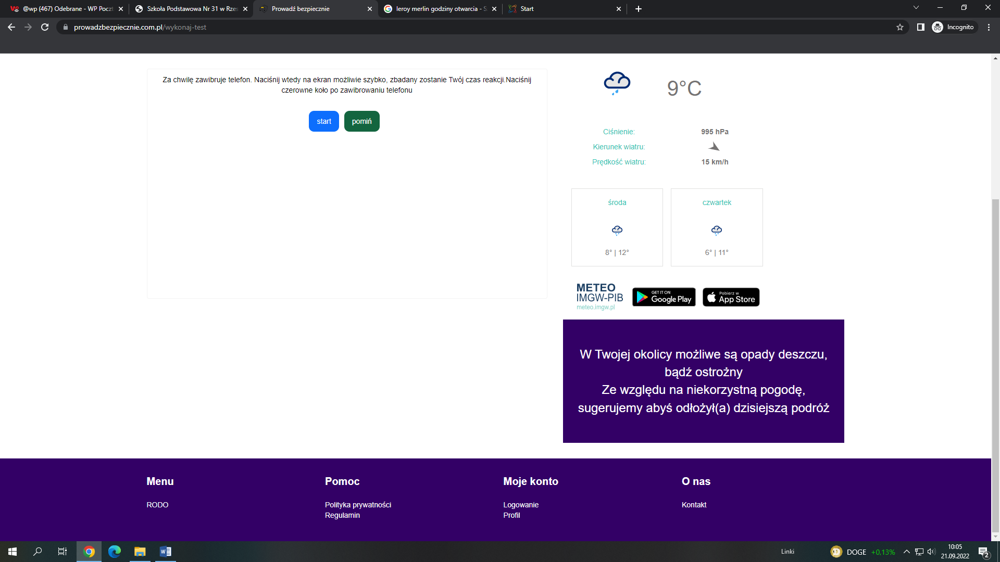 @wp (467) Odebrane - WP Poczt
Szkoła Podstawowa Nr 31 w Rzes
Prowadź bezpiecznie
leroy merlin godziny otwarcia - S
Start
prowadzbezpiecznie.com.pl/wykonaj-test
Incognito
Za chwilę zawibruje telefon. Naciśnij wtedy na ekran możliwie szybko, zbadany zostanie Twój czas reakcji.Naciśnij
czerowne koło po zawibrowaniu telefonu
start
pomiń
9°C
Ciśnienie: 995 hPa
Kierunek wiatru:
Prędkość wiatru: 15 km/h
środa
8° | 12°
czwartek
6° | 11°
METEO
IMGW-PIB
meteo.imgw.pl
GET IT ON
Google Play
Pobierz w
App Store
W Twojej okolicy możliwe są opady deszczu,
bądź ostrożny
Ze względu na niekorzystną pogodę,
sugerujemy abyś odłożył(a) dzisiejszą podróż
Menu
RODO
Pomoc
Polityka prywatności
Regulamin
Moje konto
Logowanie
Profil
O nas
Kontakt
Linki
DOGE +0,13%
10:05
21.09.2022
2